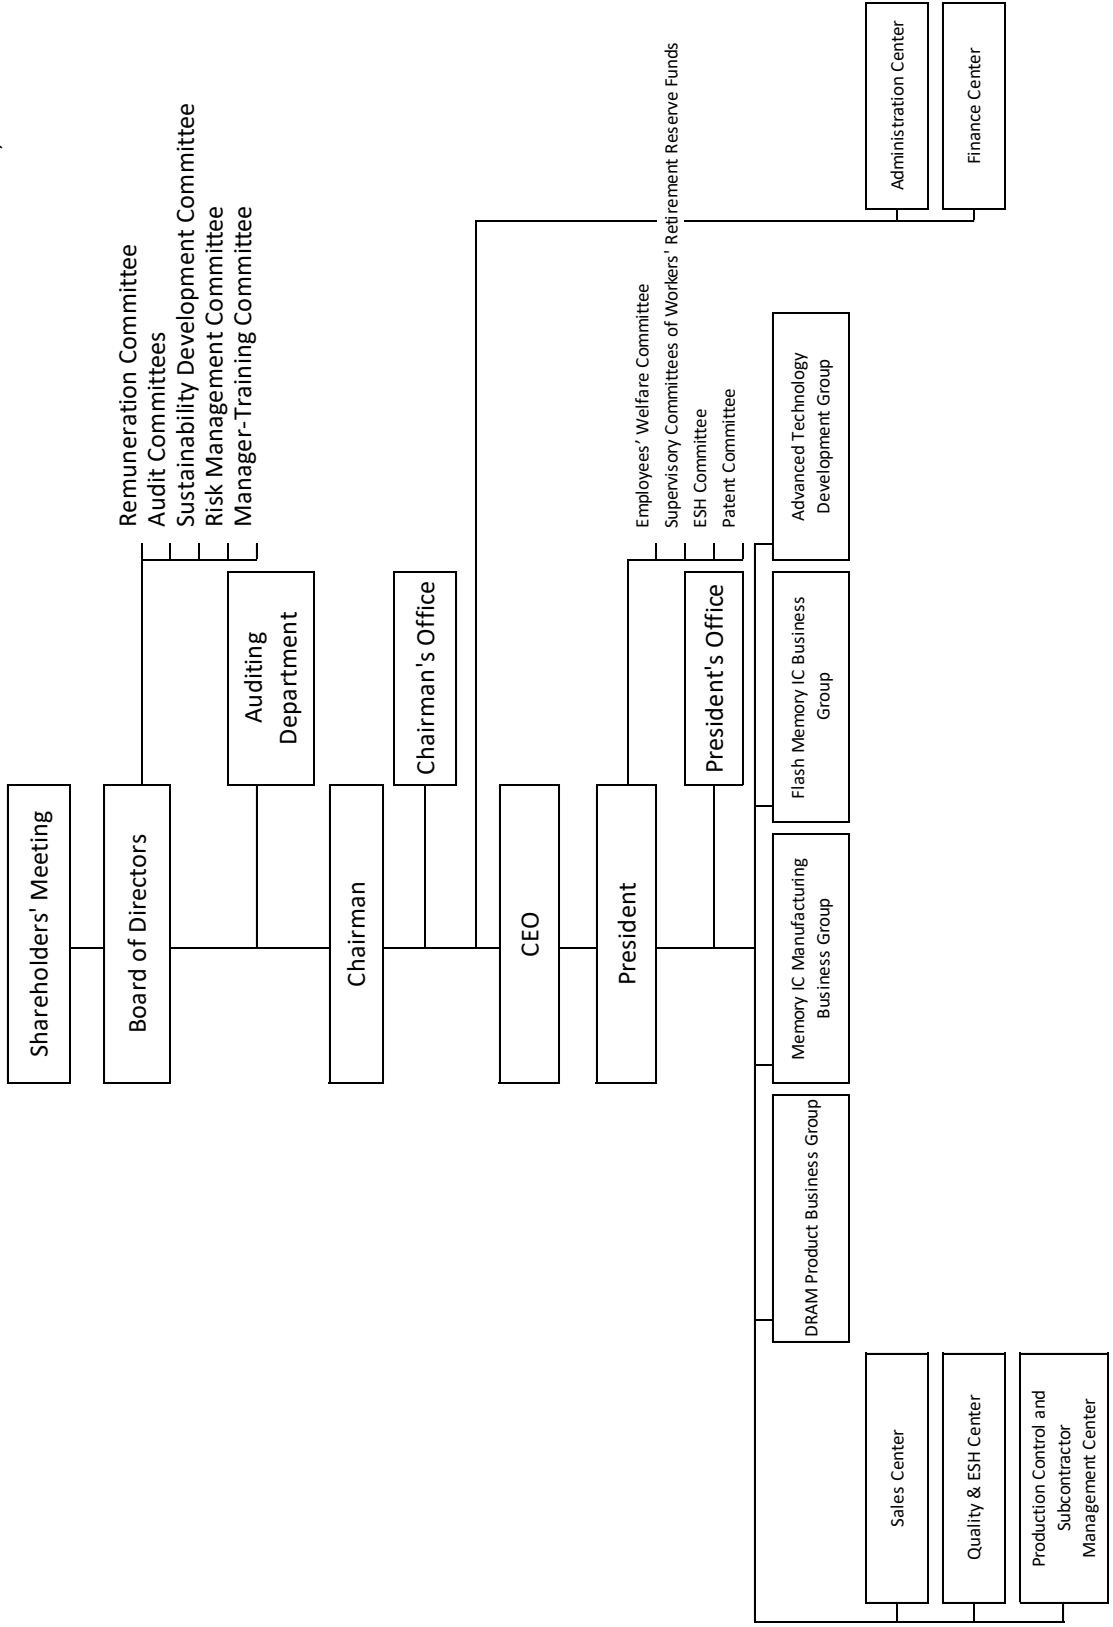 Shareholders' Meeting
Board of Directors
Remuneration Committee
Audit Committees
Sustainability Development Committee
Risk Management Committee
Manager-Training Committee
Auditing
Department
Chairman
Chairman's Office
CEO
President
Employees’ Welfare Committee
Supervisory Committees of Workers' Retirement Reserve Funds
ESH Committee
Patent Committee
President's Office
DRAM Product Business Group
Memory IC Manufacturing
Business Group
Flash Memory IC Business
Group
Advanced Technology
Development Group
Sales Center
Quality & ESH Center
Production Control and
Subcontractor
Management Center
Administration Center
Finance Center